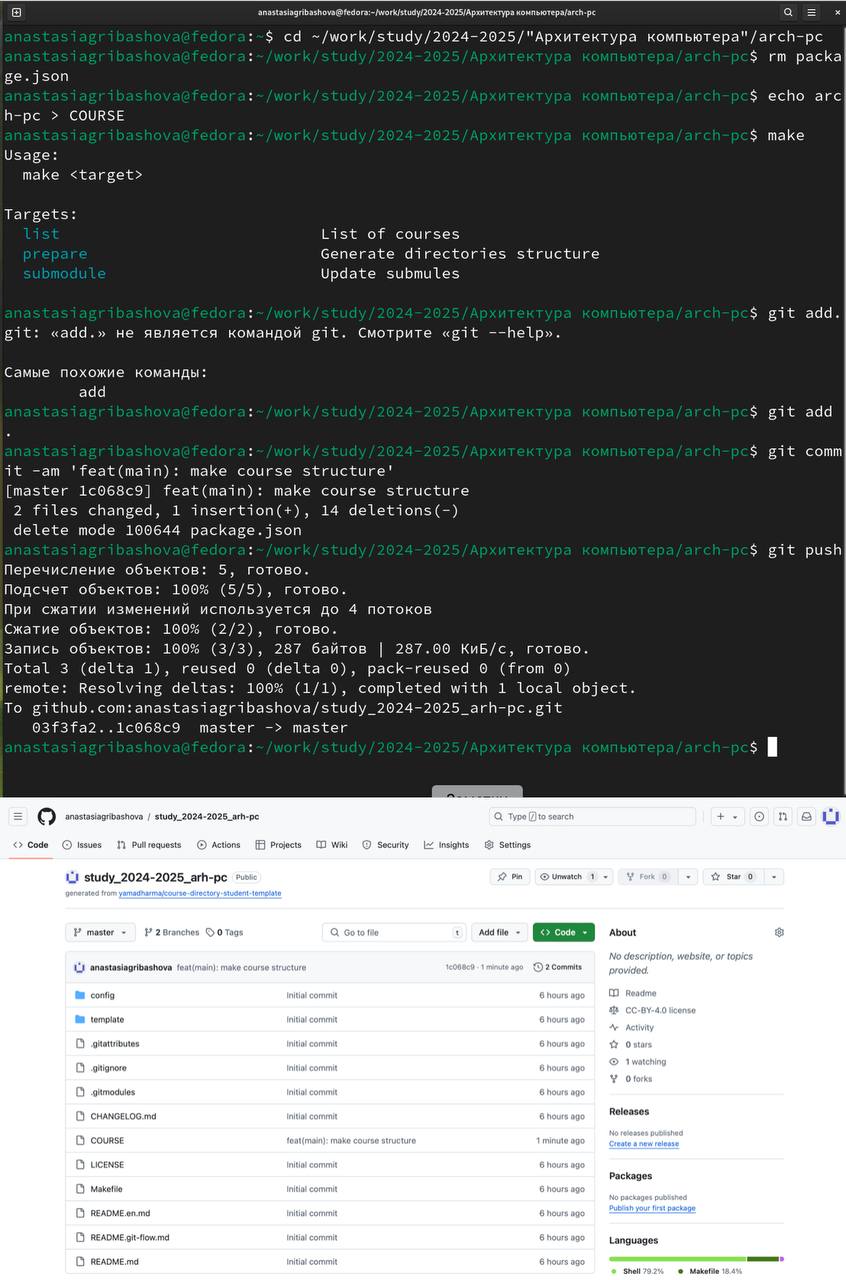 anastasiagribashova@fedora:~/work/study/2024-2025/Архитектура компьютера/arch-pc
anastasiagribashova@fedora:~$ cd ~/work/study/2024-2025/"Архитектура компьютера"/arch-pc
anastasiagribashova@fedora:~/work/study/2024-2025/Архитектура компьютера/arch-pc$ rm packa
ge.json
anastasiagribashova@fedora:~/work/study/2024-2025/Архитектура компьютера/arch-pc$ echo arc
h-pc > COURSE
anastasiagribashova@fedora:~/work/study/2024-2025/Архитектура компьютера/arch-pc$ make
Usage:
make <target>
Targets:
list List of courses
prepare Generate directories structure
submodule Update submules
anastasiagribashova@fedora:~/work/study/2024-2025/Архитектура компьютера/arch-pc$ git add.
git: «add.» не является командой git. Смотрите «git --help».
Самые похожие команды:
add
anastasiagribashova@fedora:~/work/study/2024-2025/Архитектура компьютера/arch-pc$ git add
.
anastasiagribashova@fedora:~/work/study/2024-2025/Архитектура компьютера/arch-pc$ git comm
it -am 'feat(main): make course structure'
[master 1c068c9] feat(main): make course structure
2 files changed, 1 insertion(+), 14 deletions(-)
delete mode 100644 package.json
anastasiagribashova@fedora:~/work/study/2024-2025/Архитектура компьютера/arch-pc$ git push
Перечисление объектов: 5, готово.
Подсчет объектов: 100% (5/5), готово.
При сжатии изменений используется до 4 потоков
Сжатие объектов: 100% (2/2), готово.
Запись объектов: 100% (3/3), 287 байтов | 287.00 КиБ/с, готово.
Total 3 (delta 1), reused 0 (delta 0), pack-reused 0 (from 0)
remote: Resolving deltas: 100% (1/1), completed with 1 local object.
To github.com:anastasiagribashova/study_2024-2025_arh-pc.git
03f3fa2..1c068c9 master -> master
anastasiagribashova@fedora:~/work/study/2024-2025/Архитектура компьютера/arch-pc$
anastasiagribashova / study_2024-2025_arh-pc Type / to search
Code Issues Pull requests Actions Projects Wiki Security Insights Settings
study_2024-2025_arh-pc Public Pin Unwatch 1 Fork 0 Star 0
generated from yamadharma/course-directory-student-template
master 2 Branches 0 Tags Go to file t Add file Code
anastasiagribashova feat(main): make course structure 1c068c9 · 1 minute ago 2 Commits
config Initial commit 6 hours ago
template Initial commit 6 hours ago
.gitattributes Initial commit 6 hours ago
.gitignore Initial commit 6 hours ago
.gitmodules Initial commit 6 hours ago
CHANGELOG.md Initial commit 6 hours ago
COURSE feat(main): make course structure 1 minute ago
LICENSE Initial commit 6 hours ago
Makefile Initial commit 6 hours ago
README.en.md Initial commit 6 hours ago
README.git-flow.md Initial commit 6 hours ago
README.md Initial commit 6 hours ago
About
No description, website, or topics
provided.
Readme
CC-BY-4.0 license
Activity
0 stars
1 watching
0 forks
Releases
No releases published
Create a new release
Packages
No packages published
Publish your first package
Languages
Shell 79.2% Makefile 18.4%